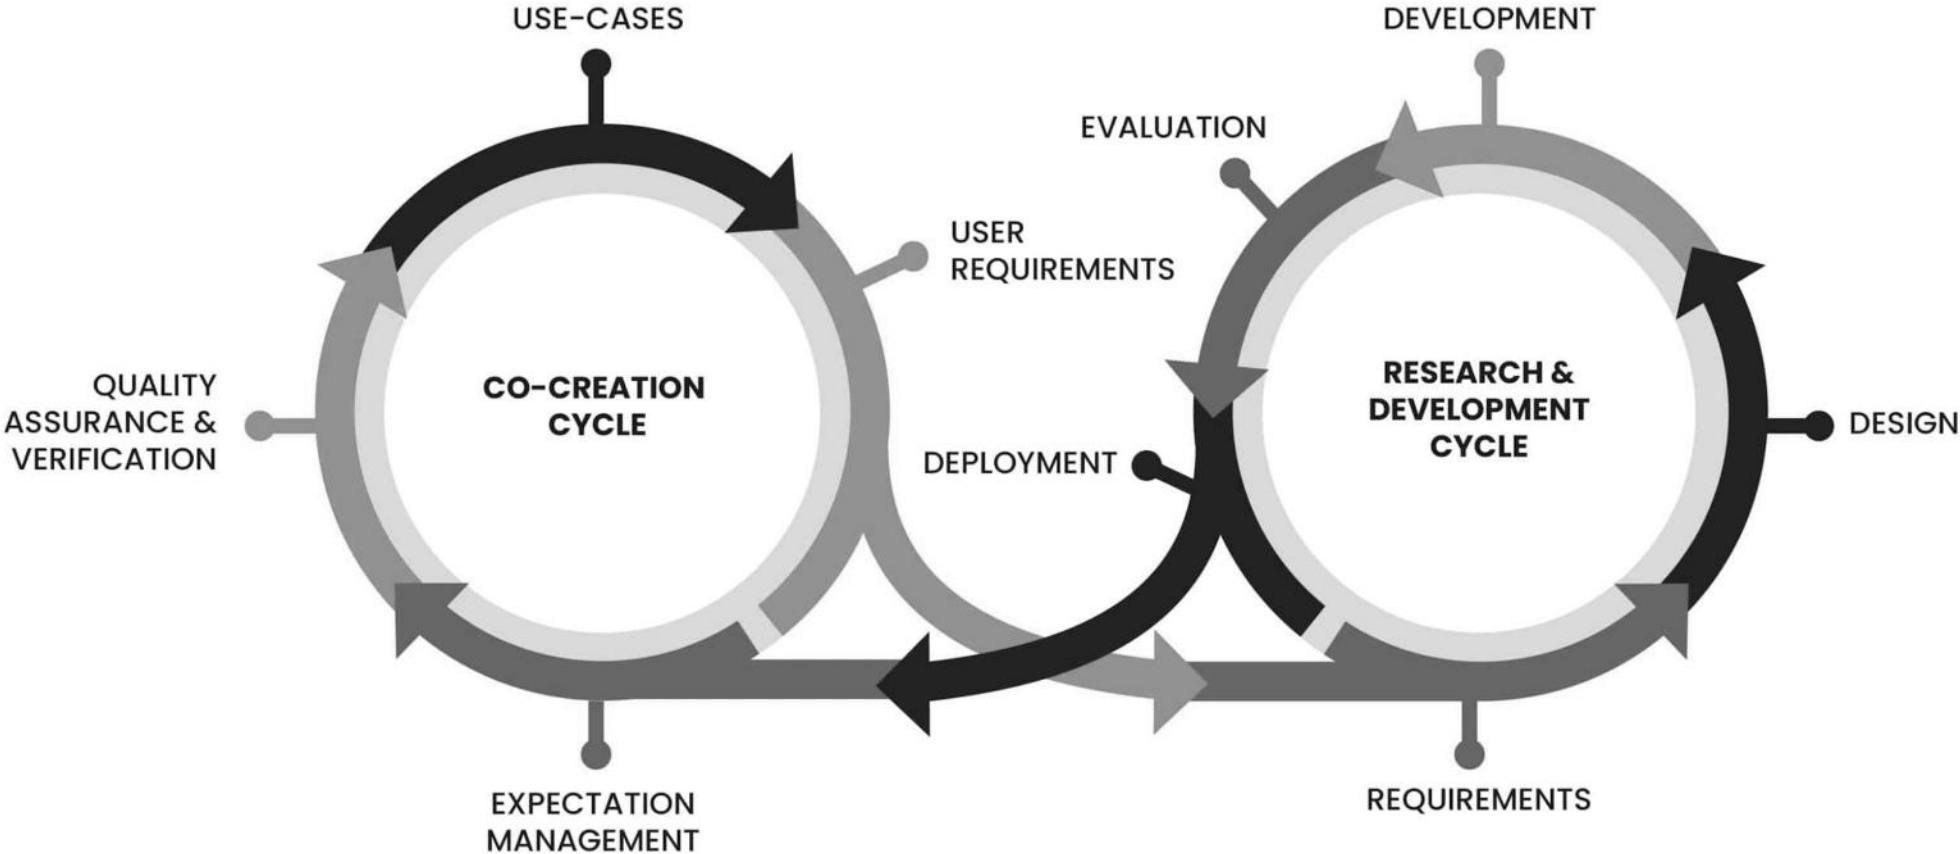 USE-CASES
DEVELOPMENT
EVALUATION
USER
REQUIREMENTS
QUALITY
ASSURANCE &
VERIFICATION
CO-CREATION
CYCLE
RESEARCH &
DEVELOPMENT
CYCLE
DEPLOYMENT
DESIGN
EXPECTATION
MANAGEMENT
REQUIREMENTS